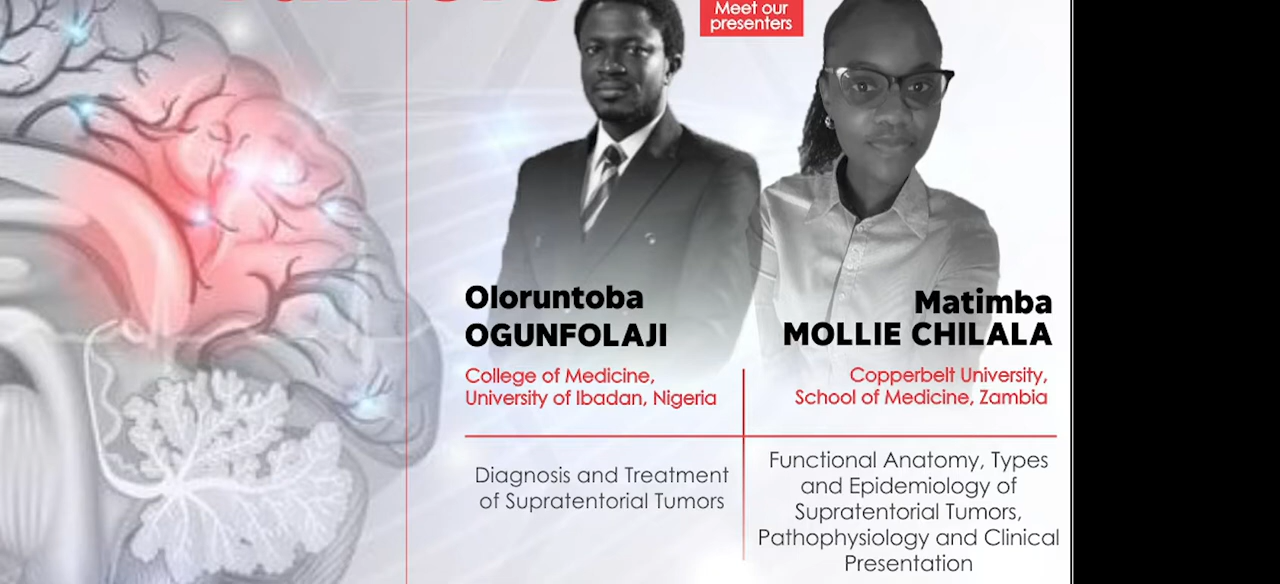 Meet our
presenters
Oloruntoba
OGUNFOLAJI
College of Medicine,
University of Ibadan, Nigeria
Diagnosis and Treatment
of Supratentorial Tumors
Matimba
MOLLIE CHILALA
Copperbelt University,
School of Medicine, Zambia
Functional Anatomy, Types
and Epidemiology of
Supratentorial Tumors,
Pathophysiology and Clinical
Presentation